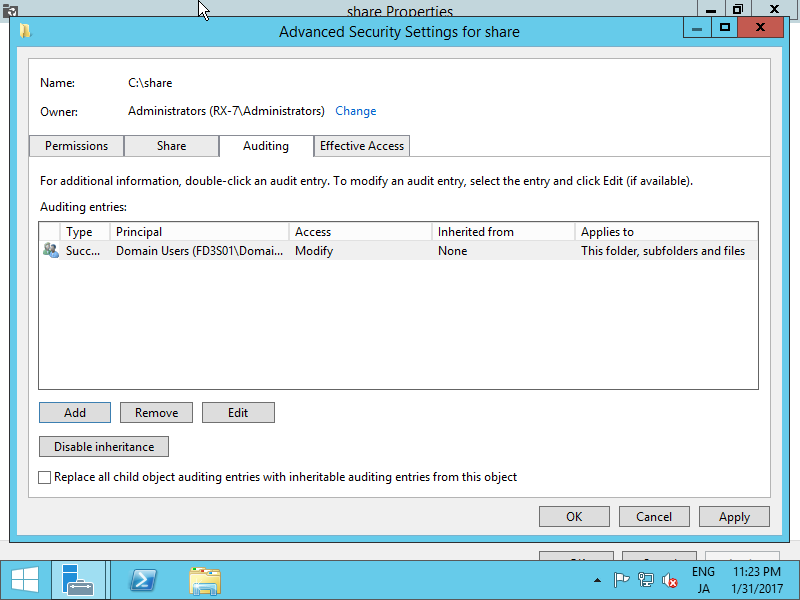 share Properties
Advanced Security Settings for share
Name: C:\share
Owner: Administrators (RX-7\Administrators) Change
Permissions Share Auditing Effective Access
For additional information, double-click an audit entry. To modify an audit entry, select the entry and click Edit (if available).
Auditing entries:
Type Principal Access Inherited from Applies to
Succ... Domain Users (FD3S01\Domai... Modify None This folder, subfolders and files
Add Remove Edit
Disable inheritance
Replace all child object auditing entries with inheritable auditing entries from this object
OK Cancel Apply
ENG 11:23 PM
JA 1/31/2017